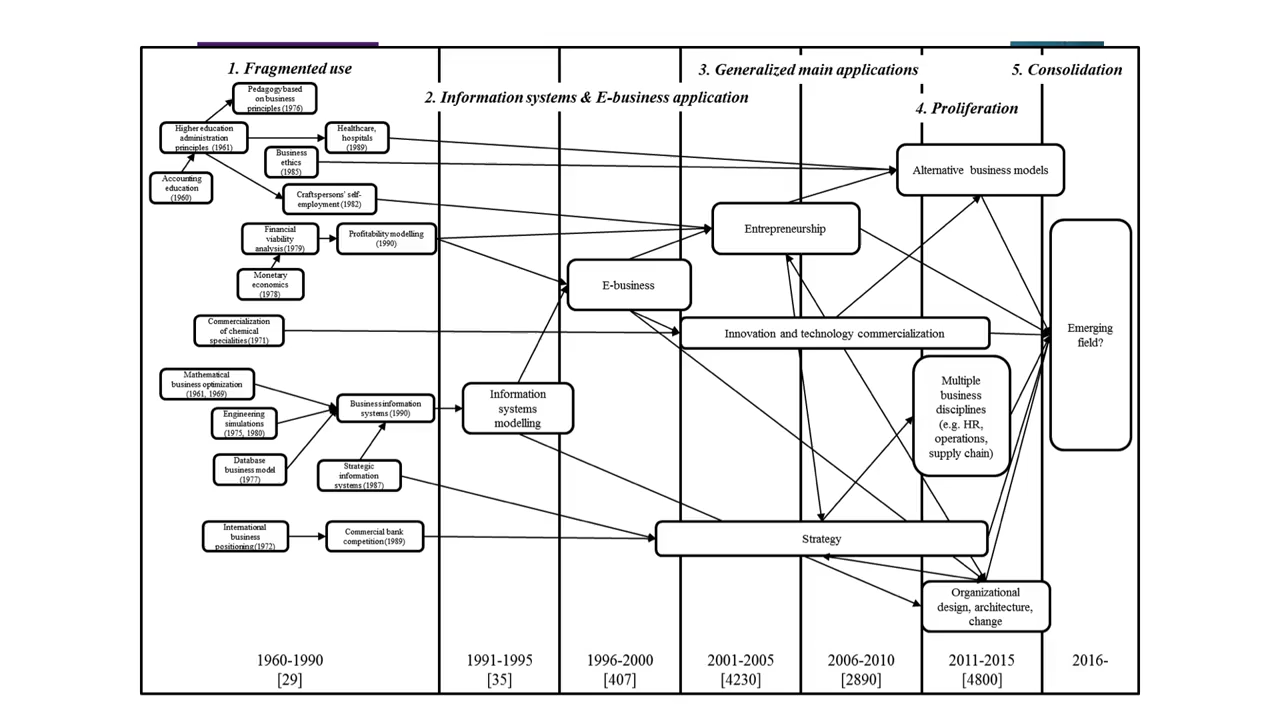 1. Fragmented use
3. Generalized main applications
5. Consolidation
2. Information systems & E-business application
4. Proliferation
Pedagogy based
on business
principles (1976)
Higher education
administration
principles (1961)
Healthcare,
hospitals
(1989)
Business
ethics
(1985)
Accounting
education
(1960)
Craftspersons' self-
employment (1982)
Financial
viability
analysis (1979)
Profitability modelling
(1990)
Monetary
economics
(1978)
Commercialization
of chemical
specialities (1971)
Mathematical
business optimization
(1961, 1969)
Engineering
simulations
(1975, 1980)
Business information
systems (1990)
Database
business model
(1977)
Strategic
information
systems (1987)
International
business
positioning (1972)
Commercial bank
competition (1989)
Information
systems
modelling
E-business
Entrepreneurship
Alternative business models
Innovation and technology commercialization
Multiple
business
disciplines
(e.g. HR,
operations,
supply chain)
Strategy
Organizational
design, architecture,
change
Emerging
field?
1960-1990
[29]
1991-1995
[35]
1996-2000
[407]
2001-2005
[4230]
2006-2010
[2890]
2011-2015
[4800]
2016-